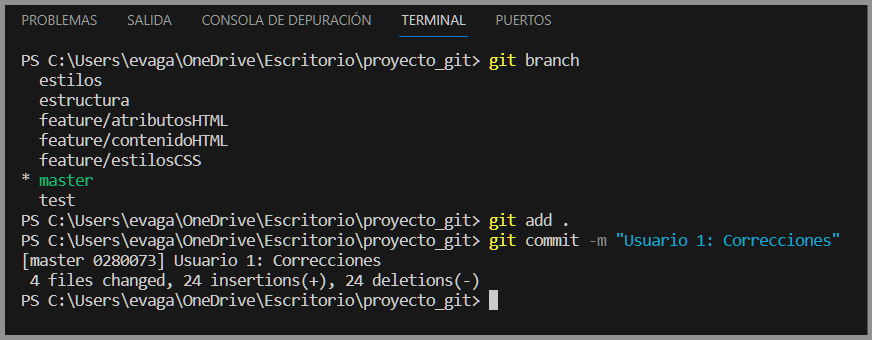 PROBLEMAS SALIDA CONSOLA DE DEPURACIÓN TERMINAL PUERTOS
PS C:\Users\evaga\OneDrive\Escritorio\proyecto_git> git branch
  estilos
  estructura
  feature/atributosHTML
  feature/contenidoHTML
  feature/estilosCSS
* master
  test
PS C:\Users\evaga\OneDrive\Escritorio\proyecto_git> git add .
PS C:\Users\evaga\OneDrive\Escritorio\proyecto_git> git commit -m "Usuario 1: Correcciones"
[master 0280073] Usuario 1: Correcciones
 4 files changed, 24 insertions(+), 24 deletions(-)
PS C:\Users\evaga\OneDrive\Escritorio\proyecto_git>